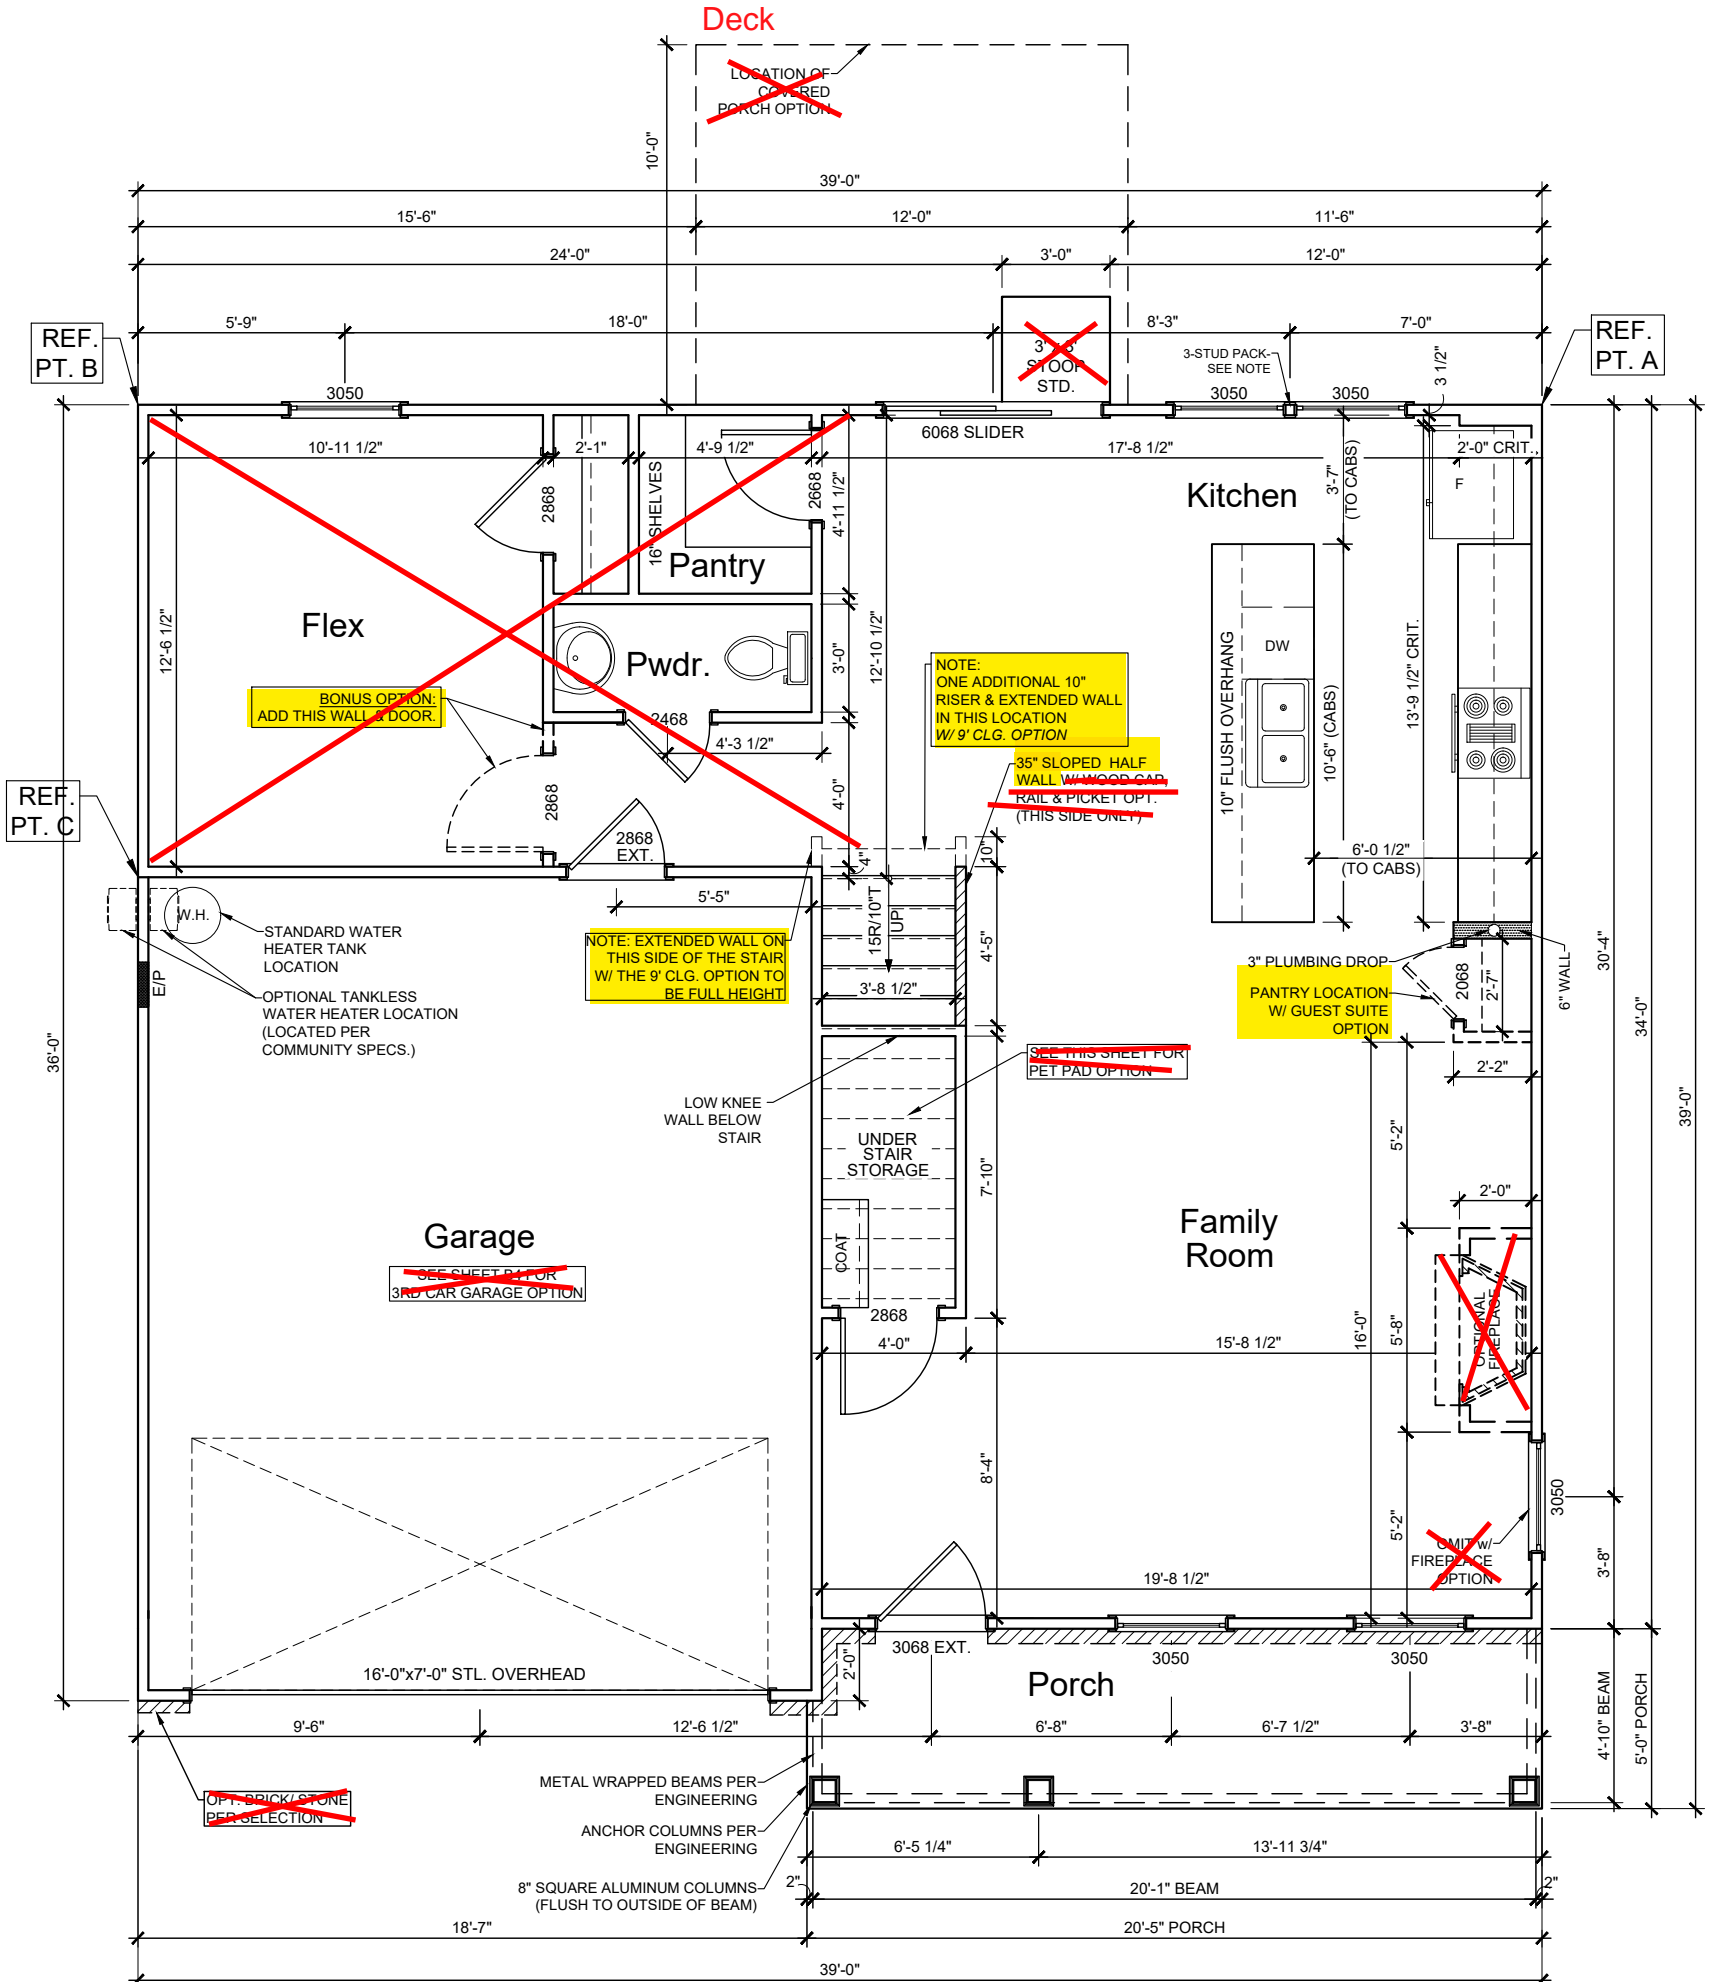 Deck
LOCATION OF
COVERED
PORCH OPTION
10'-0"
39'-0"
15'-6"
12'-0"
11'-6"
24'-0"
3'-0"
12'-0"
5'-9"
18'-0"
8'-3"
7'-0"
REF.
PT. B
REF.
PT. A
STOOP
STD.
3-STUD PACK-
SEE NOTE
3 1/2"
3050
3050
3050
6068 SLIDER
10'-11 1/2"
2'-1"
4'-9 1/2"
17'-8 1/2"
2'-0" CRIT.
2868
16" SHELVES
2668
4'-11 1/2"
3'-7"
(TO CABS)
F
Kitchen
Pantry
Flex
12'-6 1/2"
Pwdr.
3'-0"
12'-10 1/2"
10" FLUSH OVERHANG
DW
10'-6" (CABS)
13'-9 1/2" CRIT.
BONUS OPTION:
ADD THIS WALL & DOOR.
NOTE:
ONE ADDITIONAL 10"
RISER & EXTENDED WALL
IN THIS LOCATION
W/ 9' CLG. OPTION
2468
4'-3 1/2"
35" SLOPED HALF
WALL W/ WOOD CAP,
RAIL & PICKET OPT.
(THIS SIDE ONLY)
REF.
PT. C
2868
4'-0"
2868
EXT.
4"
10"
6'-0 1/2"
(TO CABS)
W.H.
5'-5"
STANDARD WATER
HEATER TANK
LOCATION
E/P
OPTIONAL TANKLESS
WATER HEATER LOCATION
(LOCATED PER
COMMUNITY SPECS.)
NOTE: EXTENDED WALL ON
THIS SIDE OF THE STAIR
W/ THE 9' CLG. OPTION TO
BE FULL HEIGHT
15R/10"T
UP
3'-8 1/2"
4'-5"
3" PLUMBING DROP
PANTRY LOCATION
W/ GUEST SUITE
OPTION
2068
2'-7"
6" WALL
30'-4"
34'-0"
39'-0"
36'-0"
SEE THIS SHEET FOR
PET PAD OPTION
2'-2"
LOW KNEE
WALL BELOW
STAIR
UNDER
STAIR
STORAGE
5'-2"
7'-10"
2'-0"
Garage
Family
Room
COAT
SEE SHEET B4 FOR
3RD CAR GARAGE OPTION
2868
4'-0"
15'-8 1/2"
16'-0"
5'-8"
OPTIONAL
FIREPLACE
8'-4"
5'-2"
3050
3'-8"
OMIT w/
FIREPLACE
OPTION
19'-8 1/2"
3068 EXT.
2'-0"
3050
3050
Porch
16'-0"x7'-0" STL. OVERHEAD
9'-6"
12'-6 1/2"
6'-8"
6'-7 1/2"
3'-8"
4'-10" BEAM
5'-0" PORCH
METAL WRAPPED BEAMS PER
ENGINEERING
OPT. BRICK/ STONE
PER SELECTION
ANCHOR COLUMNS PER
ENGINEERING
6'-5 1/4"
13'-11 3/4"
8" SQUARE ALUMINUM COLUMNS
(FLUSH TO OUTSIDE OF BEAM)
2"
20'-1" BEAM
2"
18'-7"
20'-5" PORCH
39'-0"